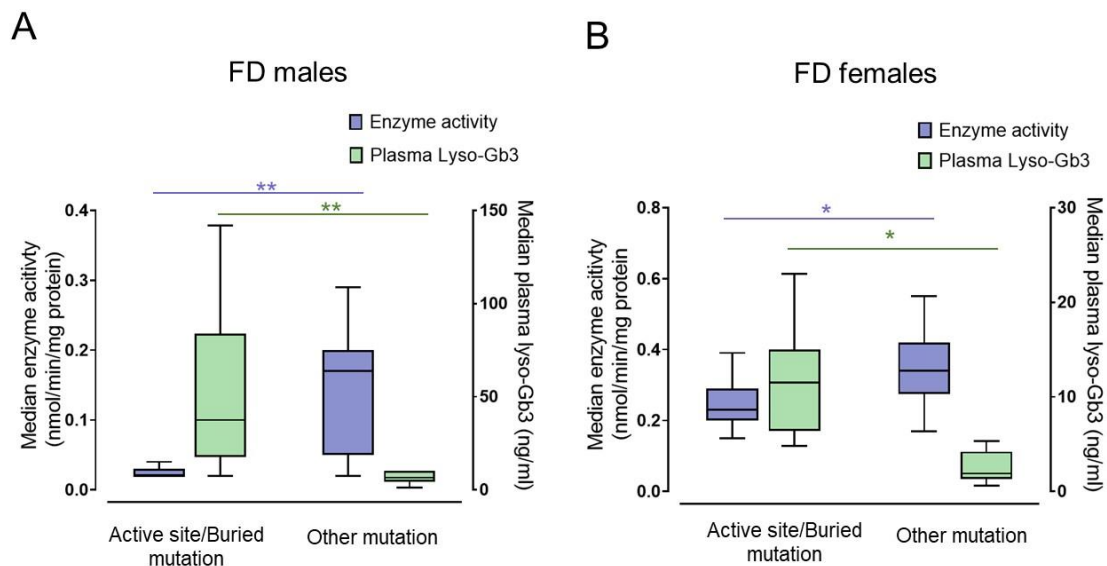 A
FD males
Enzyme activity
Plasma Lyso-Gb3
**
**
0.4
0.3
0.2
0.1
0.0
Median enzyme acitivty
(nmol/min/mg protein)
150
100
50
0
Median plasma lyso-Gb3 (ng/ml)
Active site/Buried
mutation
Other mutation
B
FD females
Enzyme activity
Plasma Lyso-Gb3
*
*
0.8
0.6
0.4
0.2
0.0
Median enzyme activity
(nmol/min/mg protein
30
20
10
0
Median plasma lyso-Gb3 (ng/ml)
Active site/Buried
mutation
Other mutation